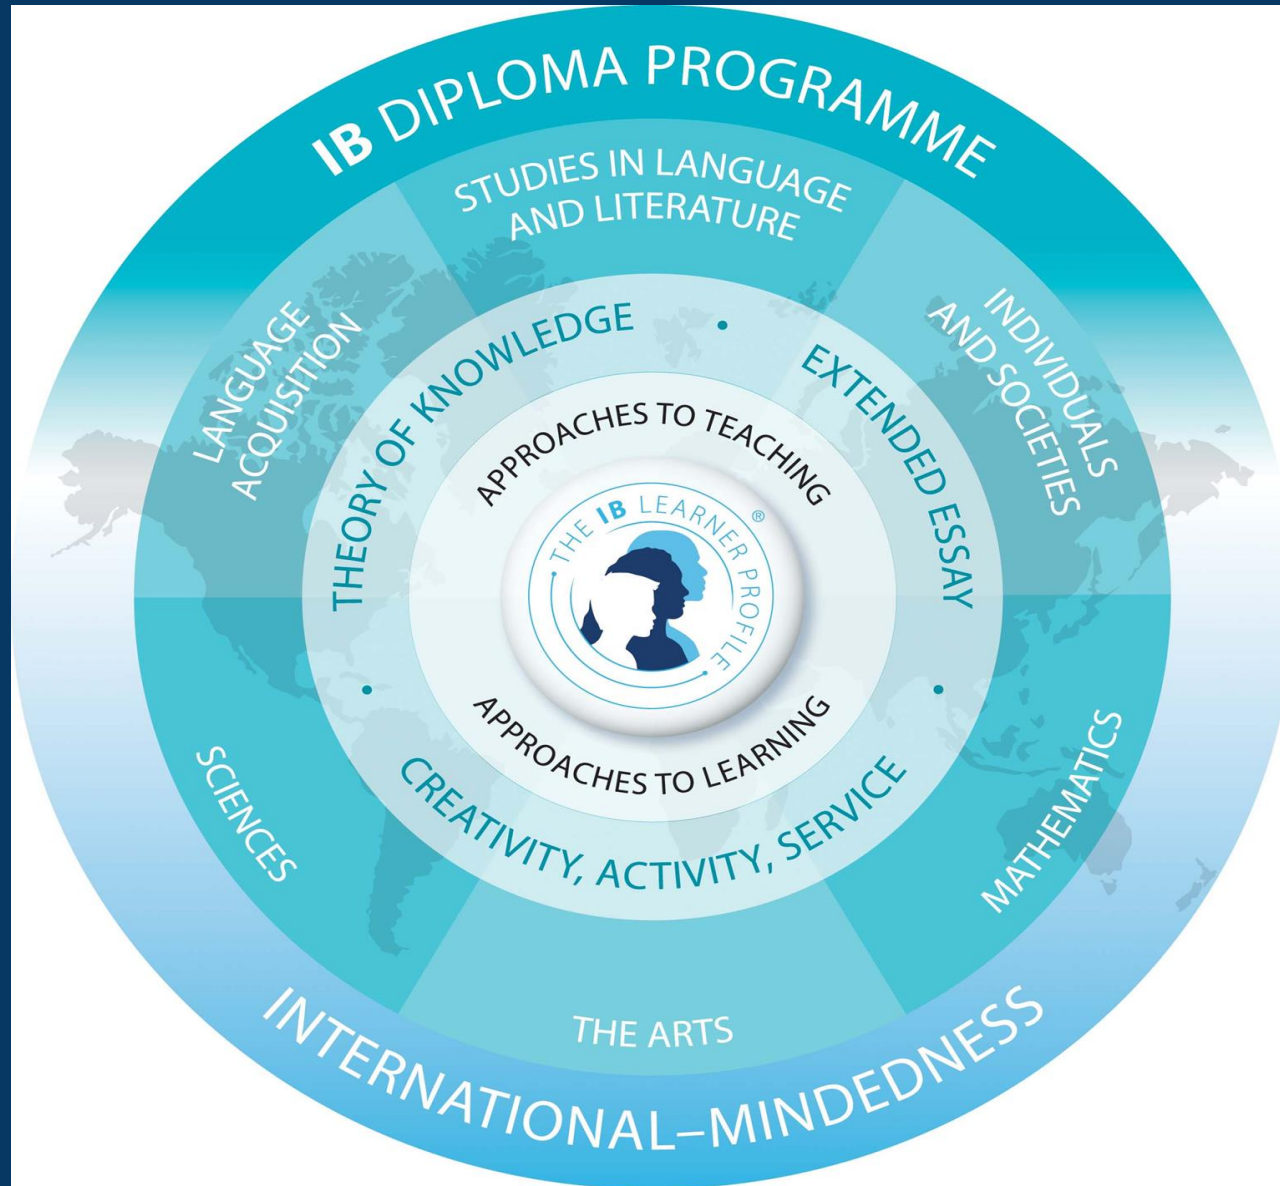 IB DIPLOMA PROGRAMME
STUDIES IN LANGUAGE
AND LITERATURE
LANGUAGE
ACQUISITION
INDIVIDUALS
AND SOCIETIES
THEORY OF KNOWLEDGE
EXTENDED ESSAY
APPROACHES TO TEACHING
THE IB LEARNER PROFILE®
APPROACHES TO LEARNING
CREATIVITY, ACTIVITY, SERVICE
SCIENCES
MATHEMATICS
THE ARTS
INTERNATIONAL–MINDEDNESS